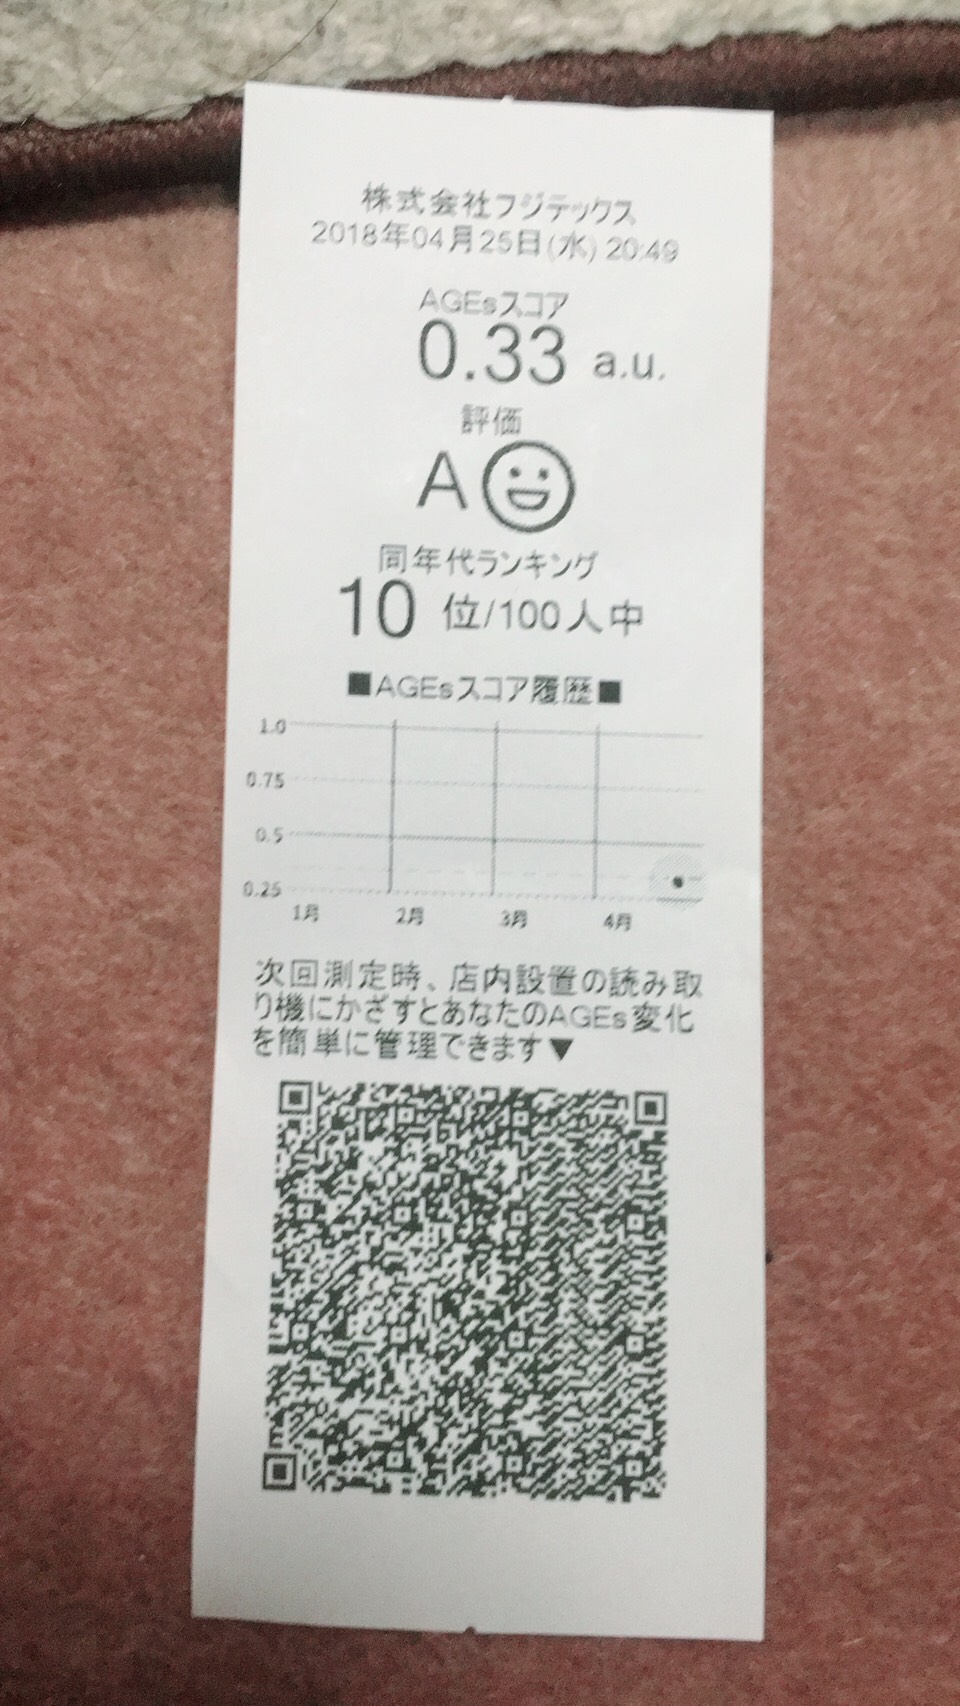 株式会社フジテックス
2018年04月25日(水) 20:49
AGEsスコア
0.33 a.u.
評価
A
同年代ランキング
10 位/100人中
■AGEsスコア履歴■
1.0
0.75
0.5
0.25
1月 2月 3月 4月
次回測定時、店内設置の読み取
り機にかざすとあなたのAGEs変化
を簡単に管理できます▼